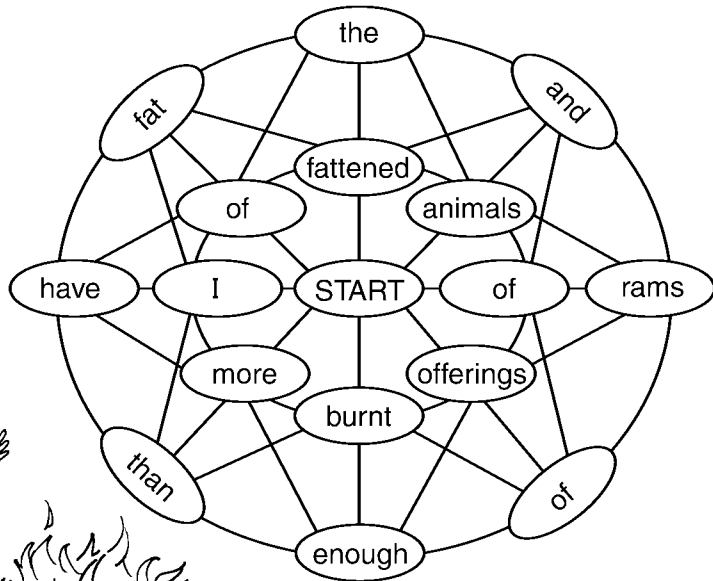 the
fat
and
fattened
of
animals
have
I
START
of
rams
more
offerings
burnt
than
of
enough